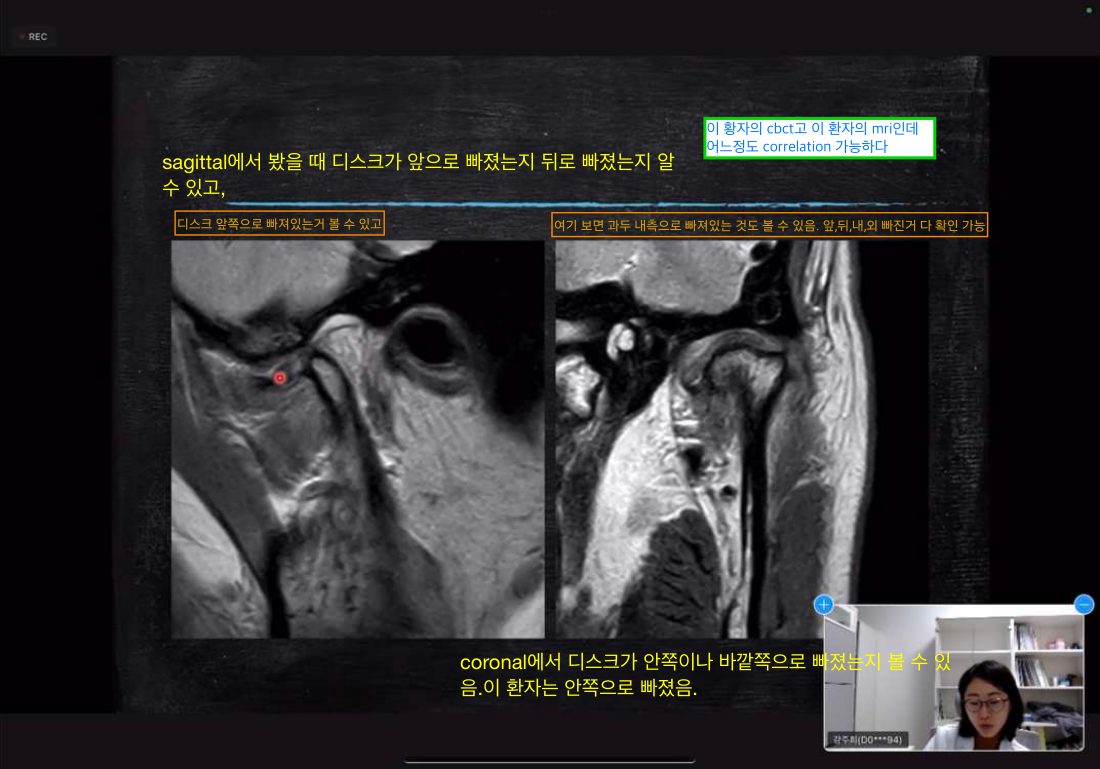 REC
이 황자의 cbct고 이 환자의 mri인데
어느정도 correlation 가능하다
sagittal에서 봤을 때 디스크가 앞으로 빠졌는지 뒤로 빠졌는지 알
수 있고,
디스크 앞쪽으로 빠져있는거 볼 수 있고
여기 보면 과두 내측으로 빠져있는 것도 볼 수 있음. 앞,뒤,내,외 빠진거 다 확인 가능
coronal에서 디스크가 안쪽이나 바깥쪽으로 빠졌는지 볼 수 있
음.이 환자는 안쪽으로 빠졌음.
강주희(D0***94)